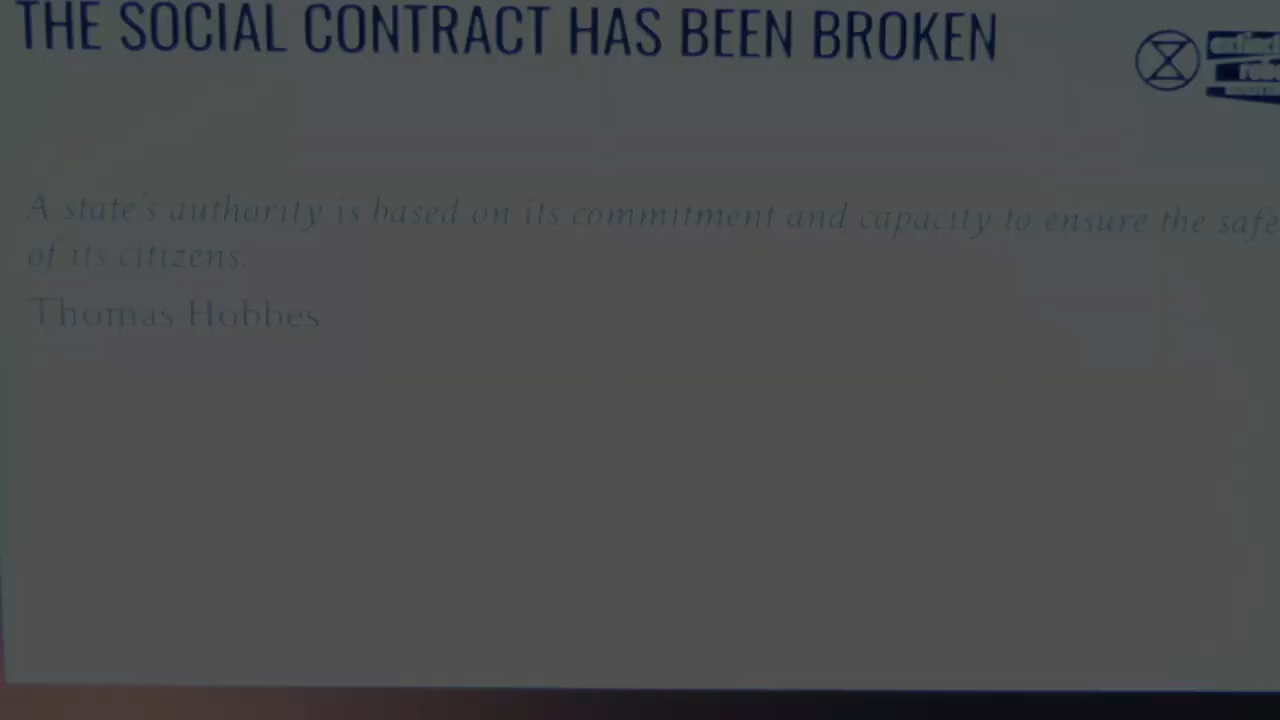 THE SOCIAL CONTRACT HAS BEEN BROKEN
A state's authority is based on its commitment and capacity to ensure the
of its citizens.
Thomas Hobbes